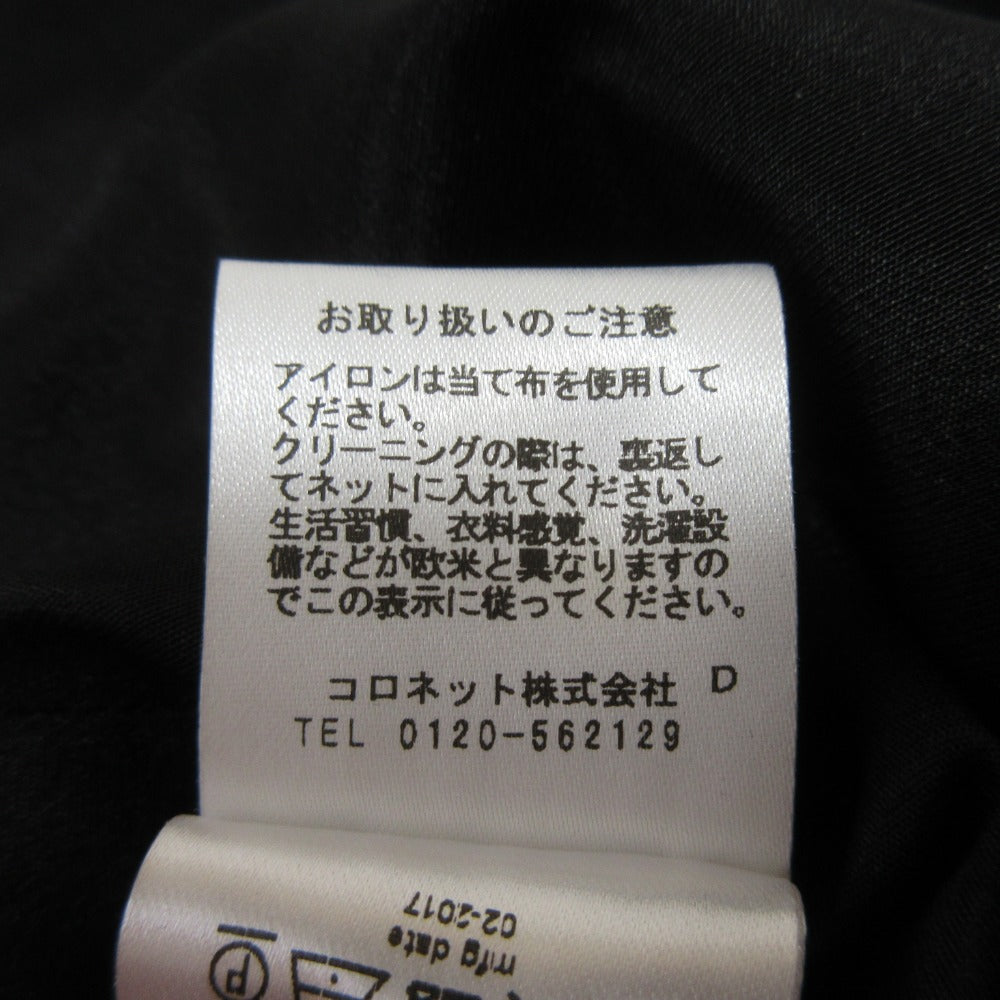 お取り扱いのご注意
アイロンは当て布を使用して
ください。
クリーニングの際は、裏返し
てネットに入れてください。
生活習慣、衣料感覚、洗濯設
備などが欧米と異なりますの
でこの表示に従ってください。
コロネット株式会社 D
TEL 0120-562129
02-2017
mfg date
P